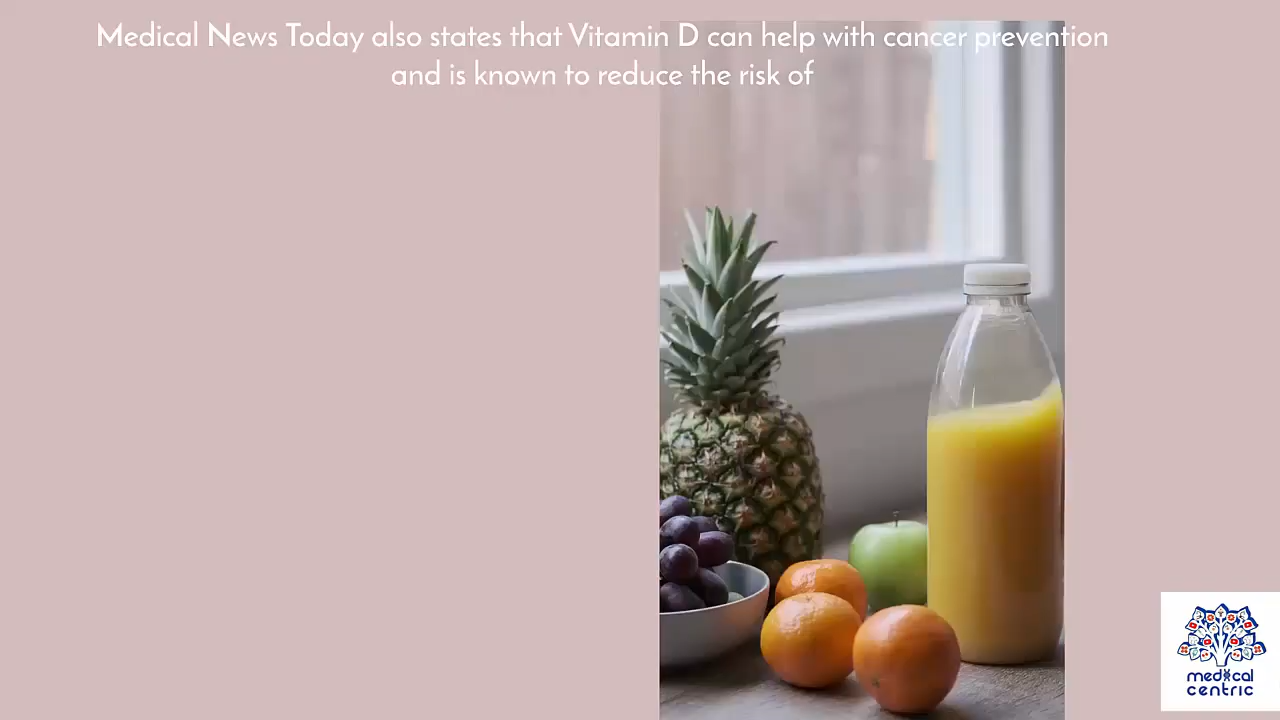 Medical News Today also states that Vitamin D can help with cancer prevention
and is known to reduce the risk of
medical
centric